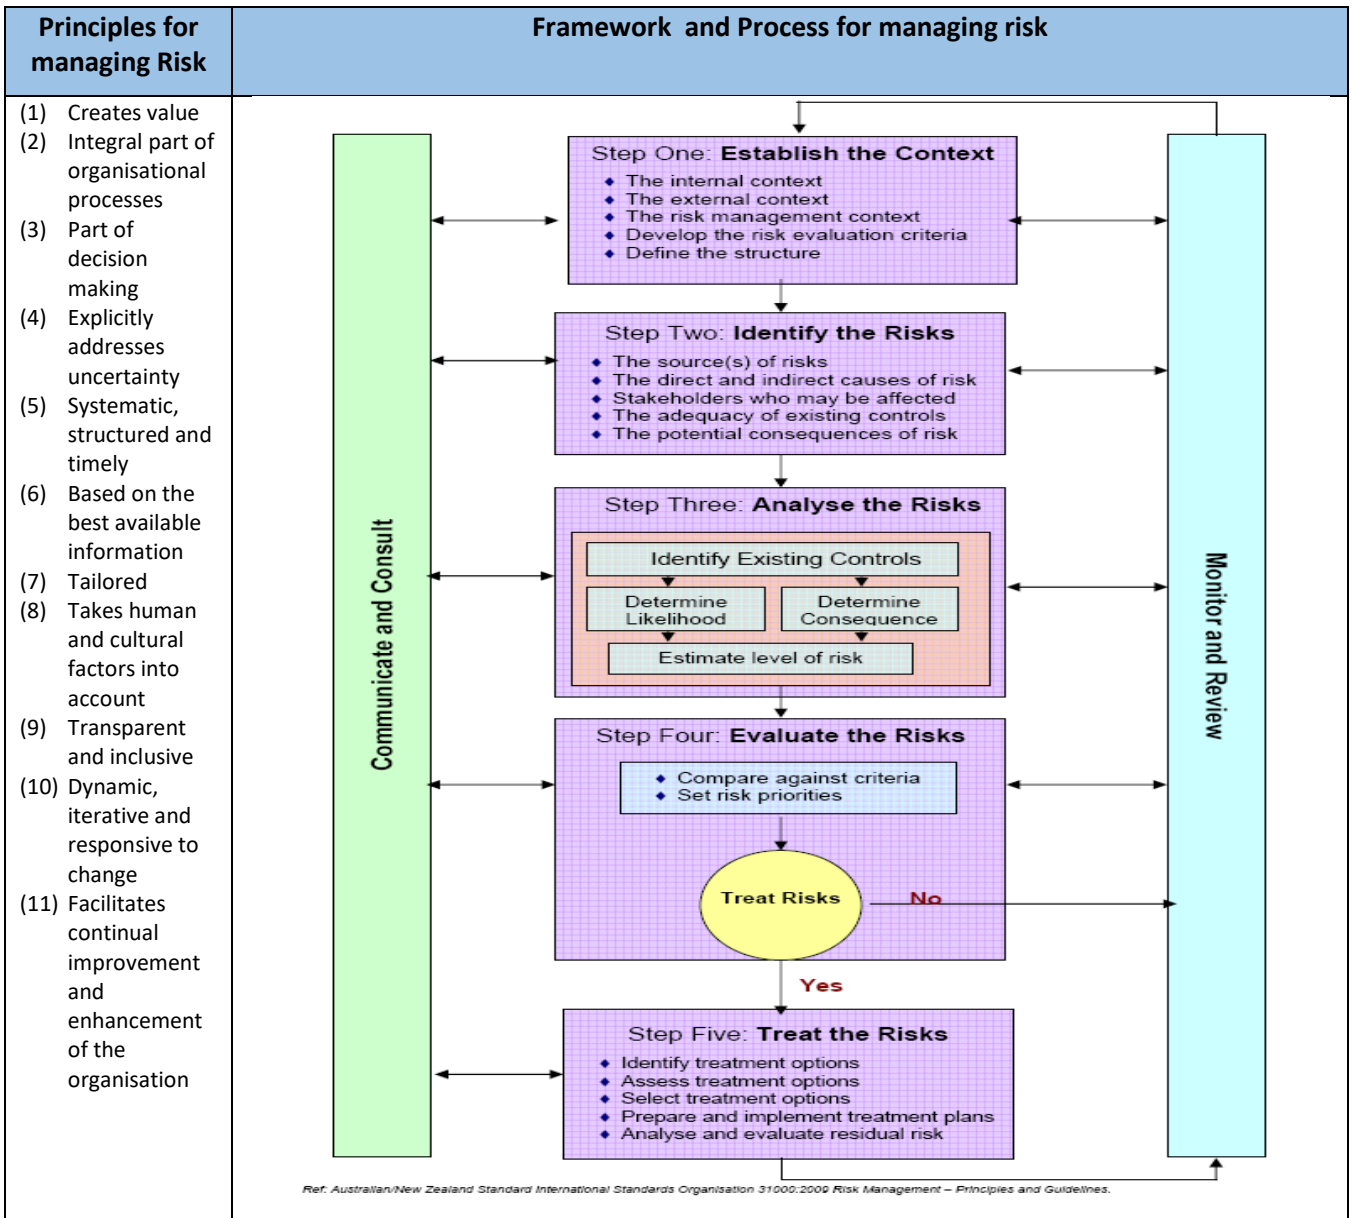 Principles for
managing Risk
Framework  and Process for managing risk
(1) Creates value
(2) Integral part of
organisational
processes
(3) Part of
decision
making
(4) Explicitly
addresses
uncertainty
(5) Systematic,
structured and
timely
(6) Based on the
best available
information
(7) Tailored
(8) Takes human
and cultural
factors into
account
(9) Transparent
and inclusive
(10) Dynamic,
iterative and
responsive to
change
(11) Facilitates
continual
improvement
and
enhancement
of the
organisation
Communicate and Consult
Step One: Establish the Context
◆ The internal context
◆ The external context
◆ The risk management context
◆ Develop the risk evaluation criteria
◆ Define the structure
Step Two: Identify the Risks
◆ The source(s) of risks
◆ The direct and indirect causes of risk
◆ Stakeholders who may be affected
◆ The adequacy of existing controls
◆ The potential consequences of risk
Step Three: Analyse the Risks
Identify Existing Controls
Determine
Likelihood
Determine
Consequence
Estimate level of risk
Step Four: Evaluate the Risks
◆ Compare against criteria
◆ Set risk priorities
Treat Risks
No
Yes
Step Five: Treat the Risks
◆ Identify treatment options
◆ Assess treatment options
◆ Select treatment options
◆ Prepare and implement treatment plans
◆ Analyse and evaluate residual risk
Monitor and Review
Ref: Australian/New Zealand Standard International Standards Organisation 31000:2009 Risk Management – Principles and Guidelines.